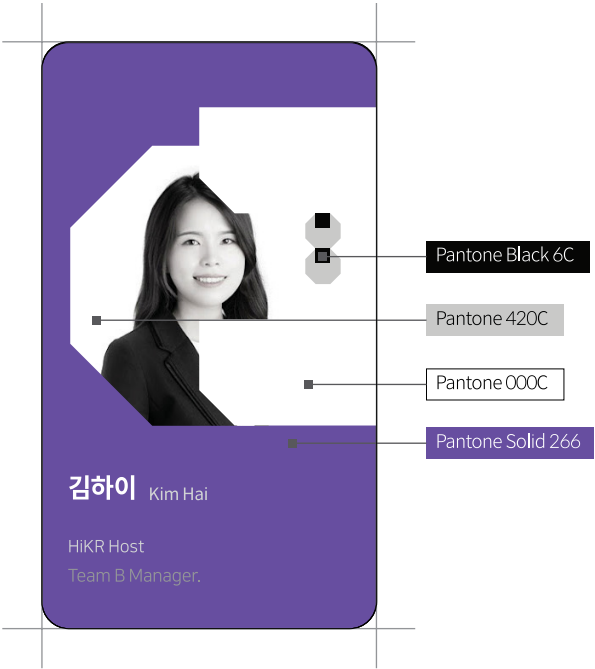 Pantone Black 6C
Pantone 420C
Pantone 000C
Pantone Solid 266
김하이 Kim Hai
HiKR Host
Team B Manager.